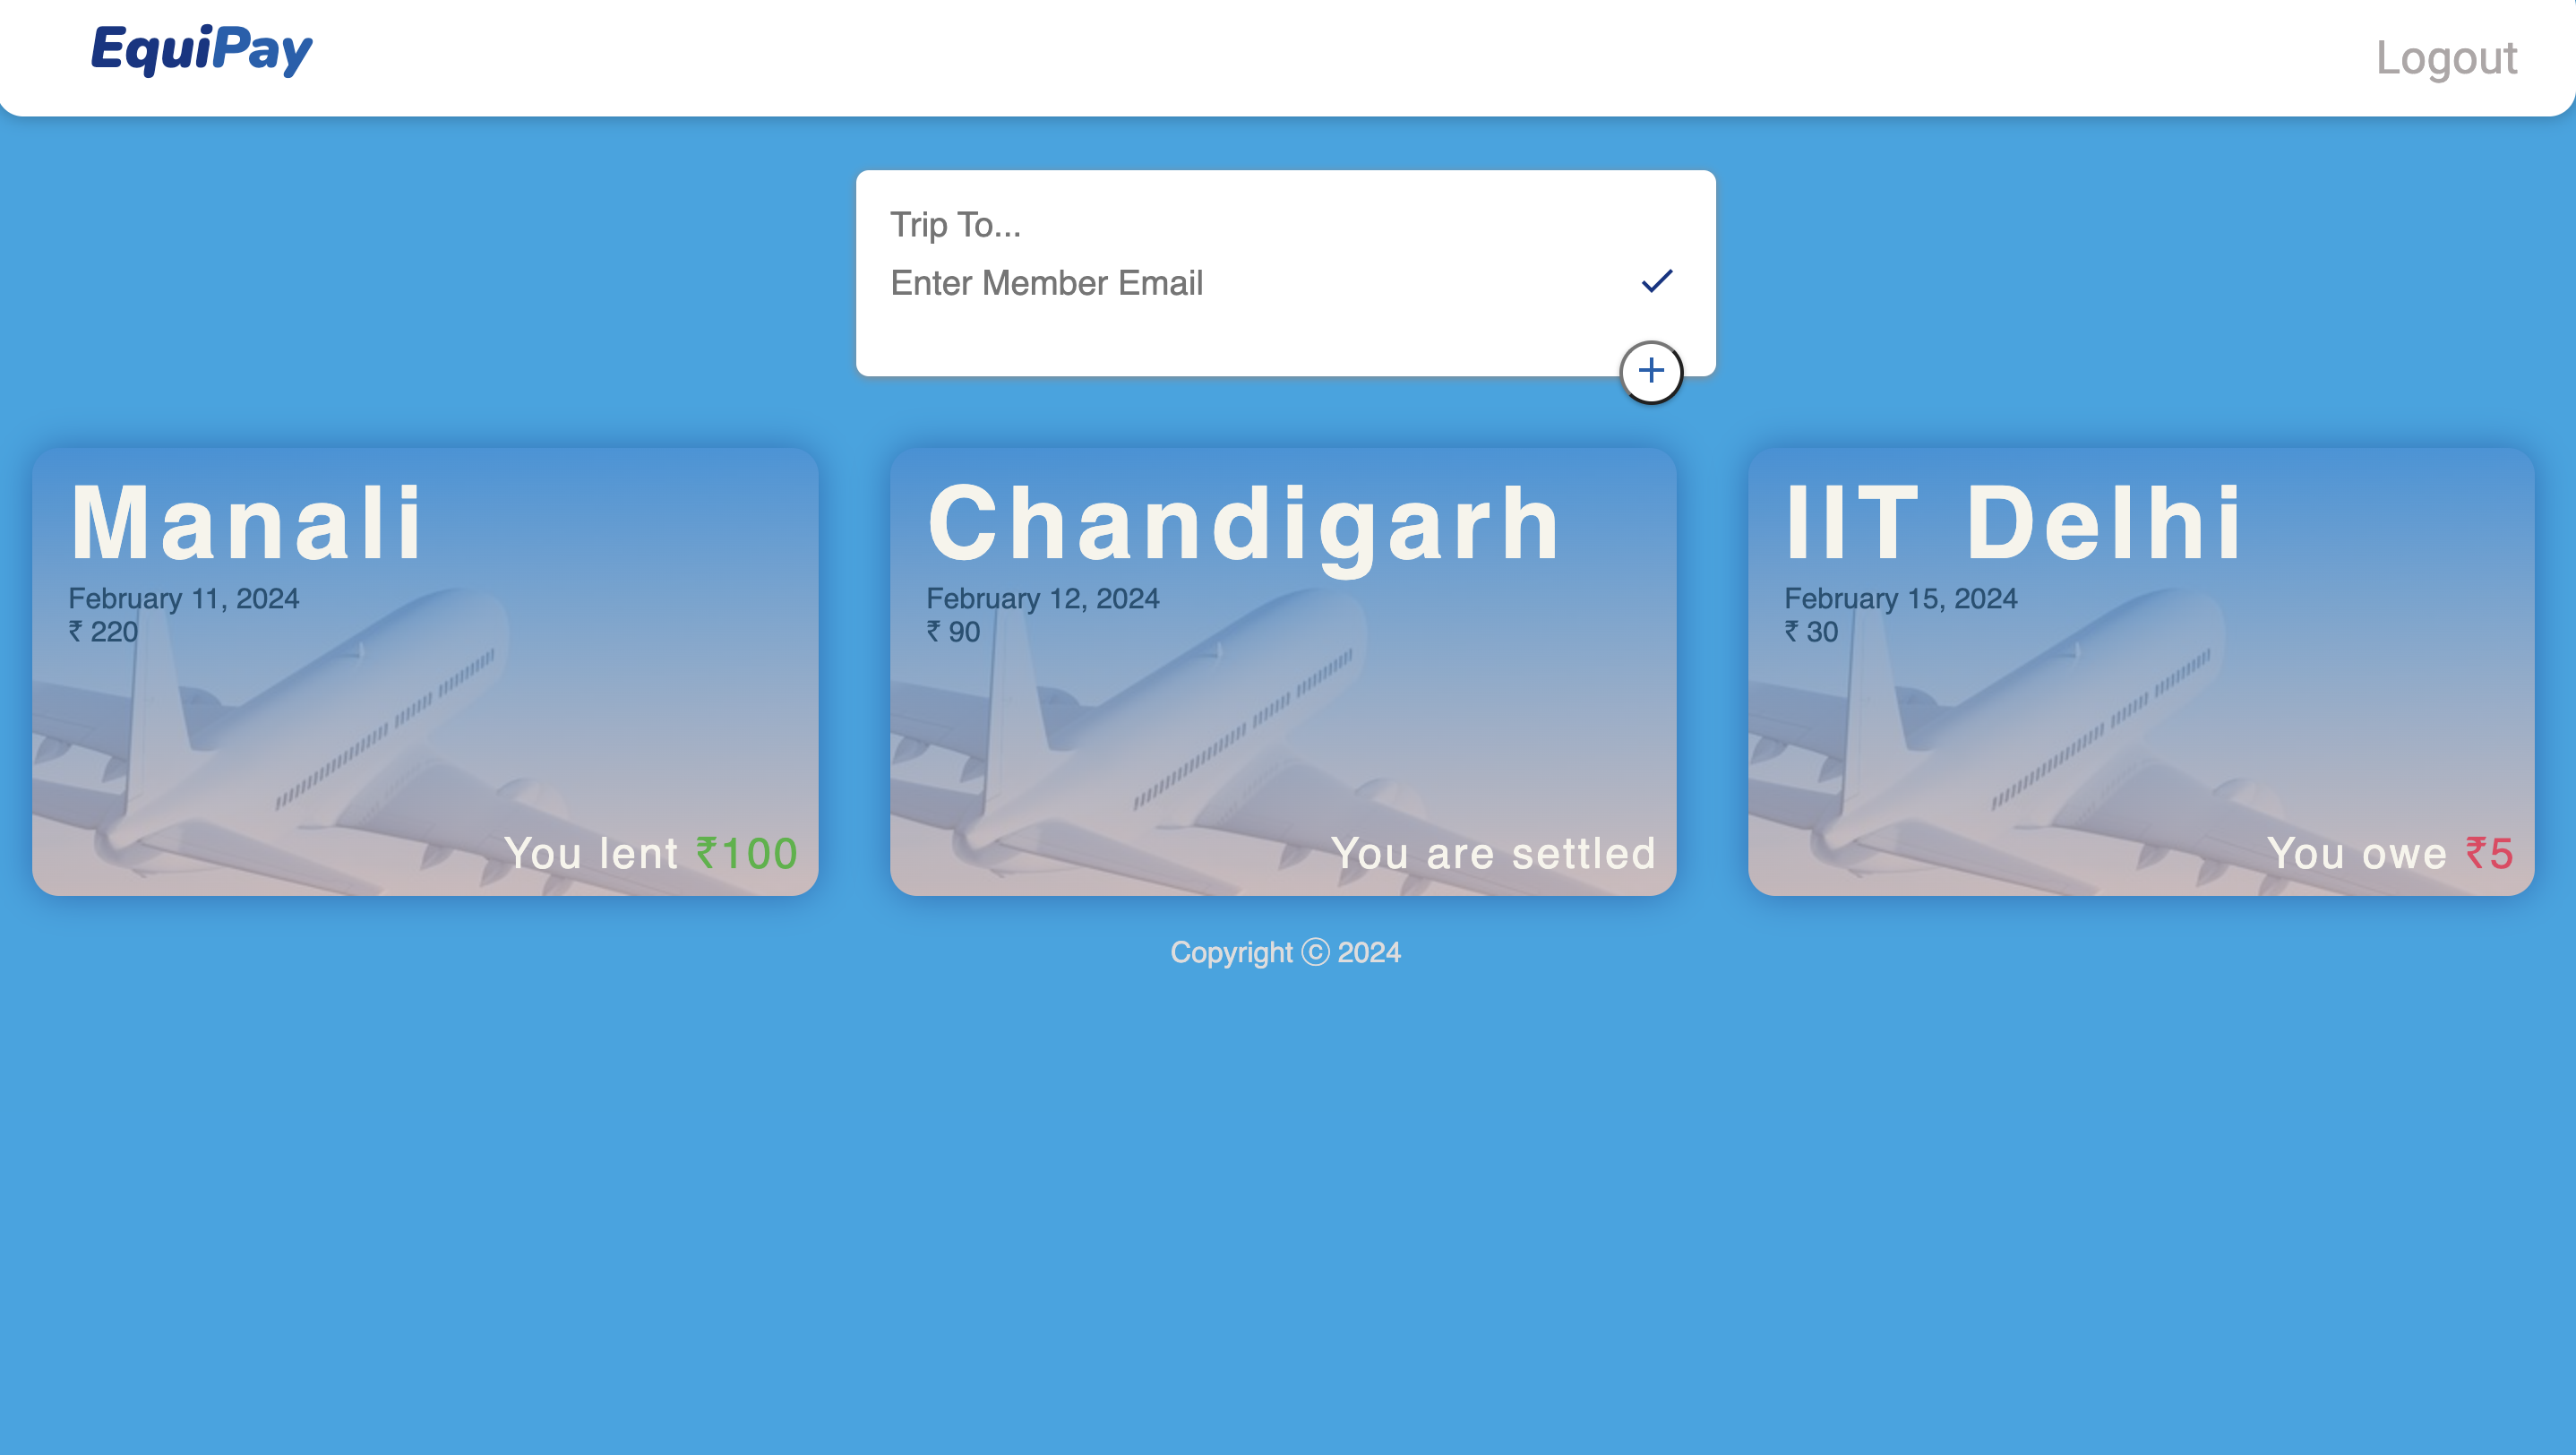 EquiPay
Logout
Trip To...
Enter Member Email
Manali
February 11, 2024
₹ 220
You lent ₹100
Chandigarh
February 12, 2024
₹ 90
You are settled
IIT Delhi
February 15, 2024
₹ 30
You owe ₹5
Copyright ⓒ 2024